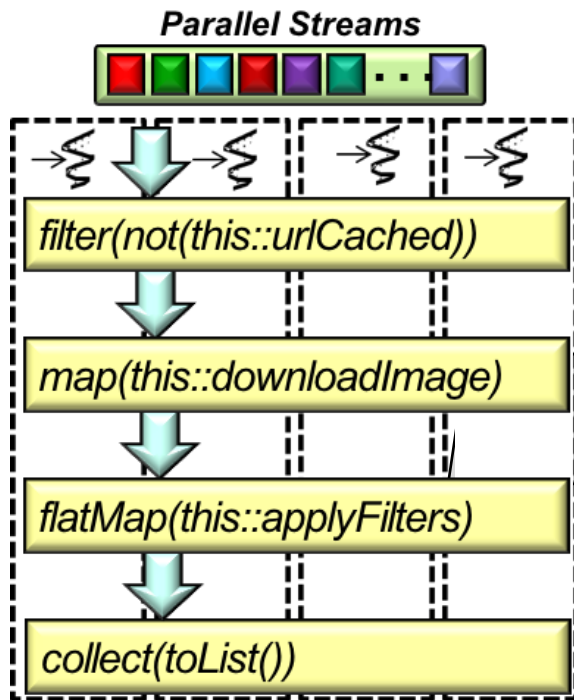 Parallel Streams
...
filter(not(this::urlCached))
map(this::downloadImage)
flatMap(this::applyFilters)
collect(toList())